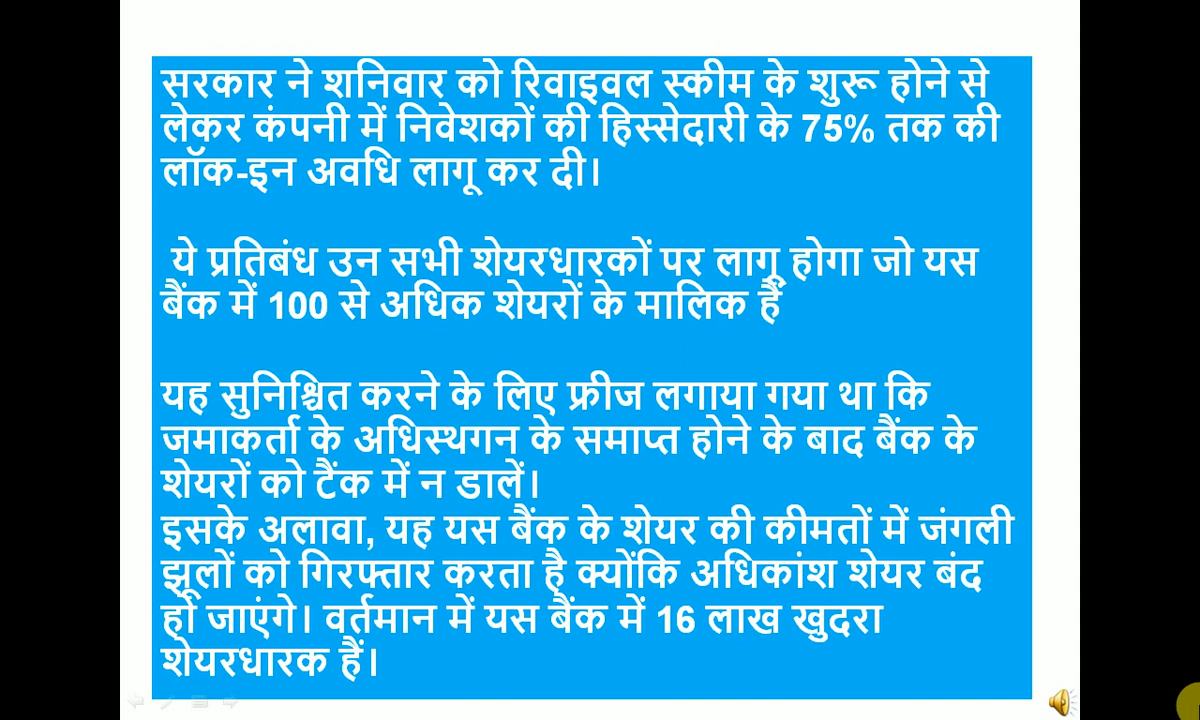 सरकार ने शनिवार को रिवाइवल स्कीम के शुरू होने से
लेकर कंपनी में निवेशकों की हिस्सेदारी के 75% तक की
लॉक-इन अवधि लागू कर दी।
ये प्रतिबंध उन सभी शेयरधारकों पर लागू होगा जो यस
बैंक में 100 से अधिक शेयरों के मालिक हैं
यह सुनिश्चित करने के लिए फ्रीज लगाया गया था कि
जमाकर्ता के अधिस्थगन के समाप्त होने के बाद बैंक के
शेयरों को टैंक में न डालें।
इसके अलावा, यह यस बैंक के शेयर की कीमतों में जंगली
झूलों को गिरफ्तार करता है क्योंकि अधिकांश शेयर बंद
हो जाएंगे। वर्तमान में यस बैंक में 16 लाख खुदरा
शेयरधारक हैं।